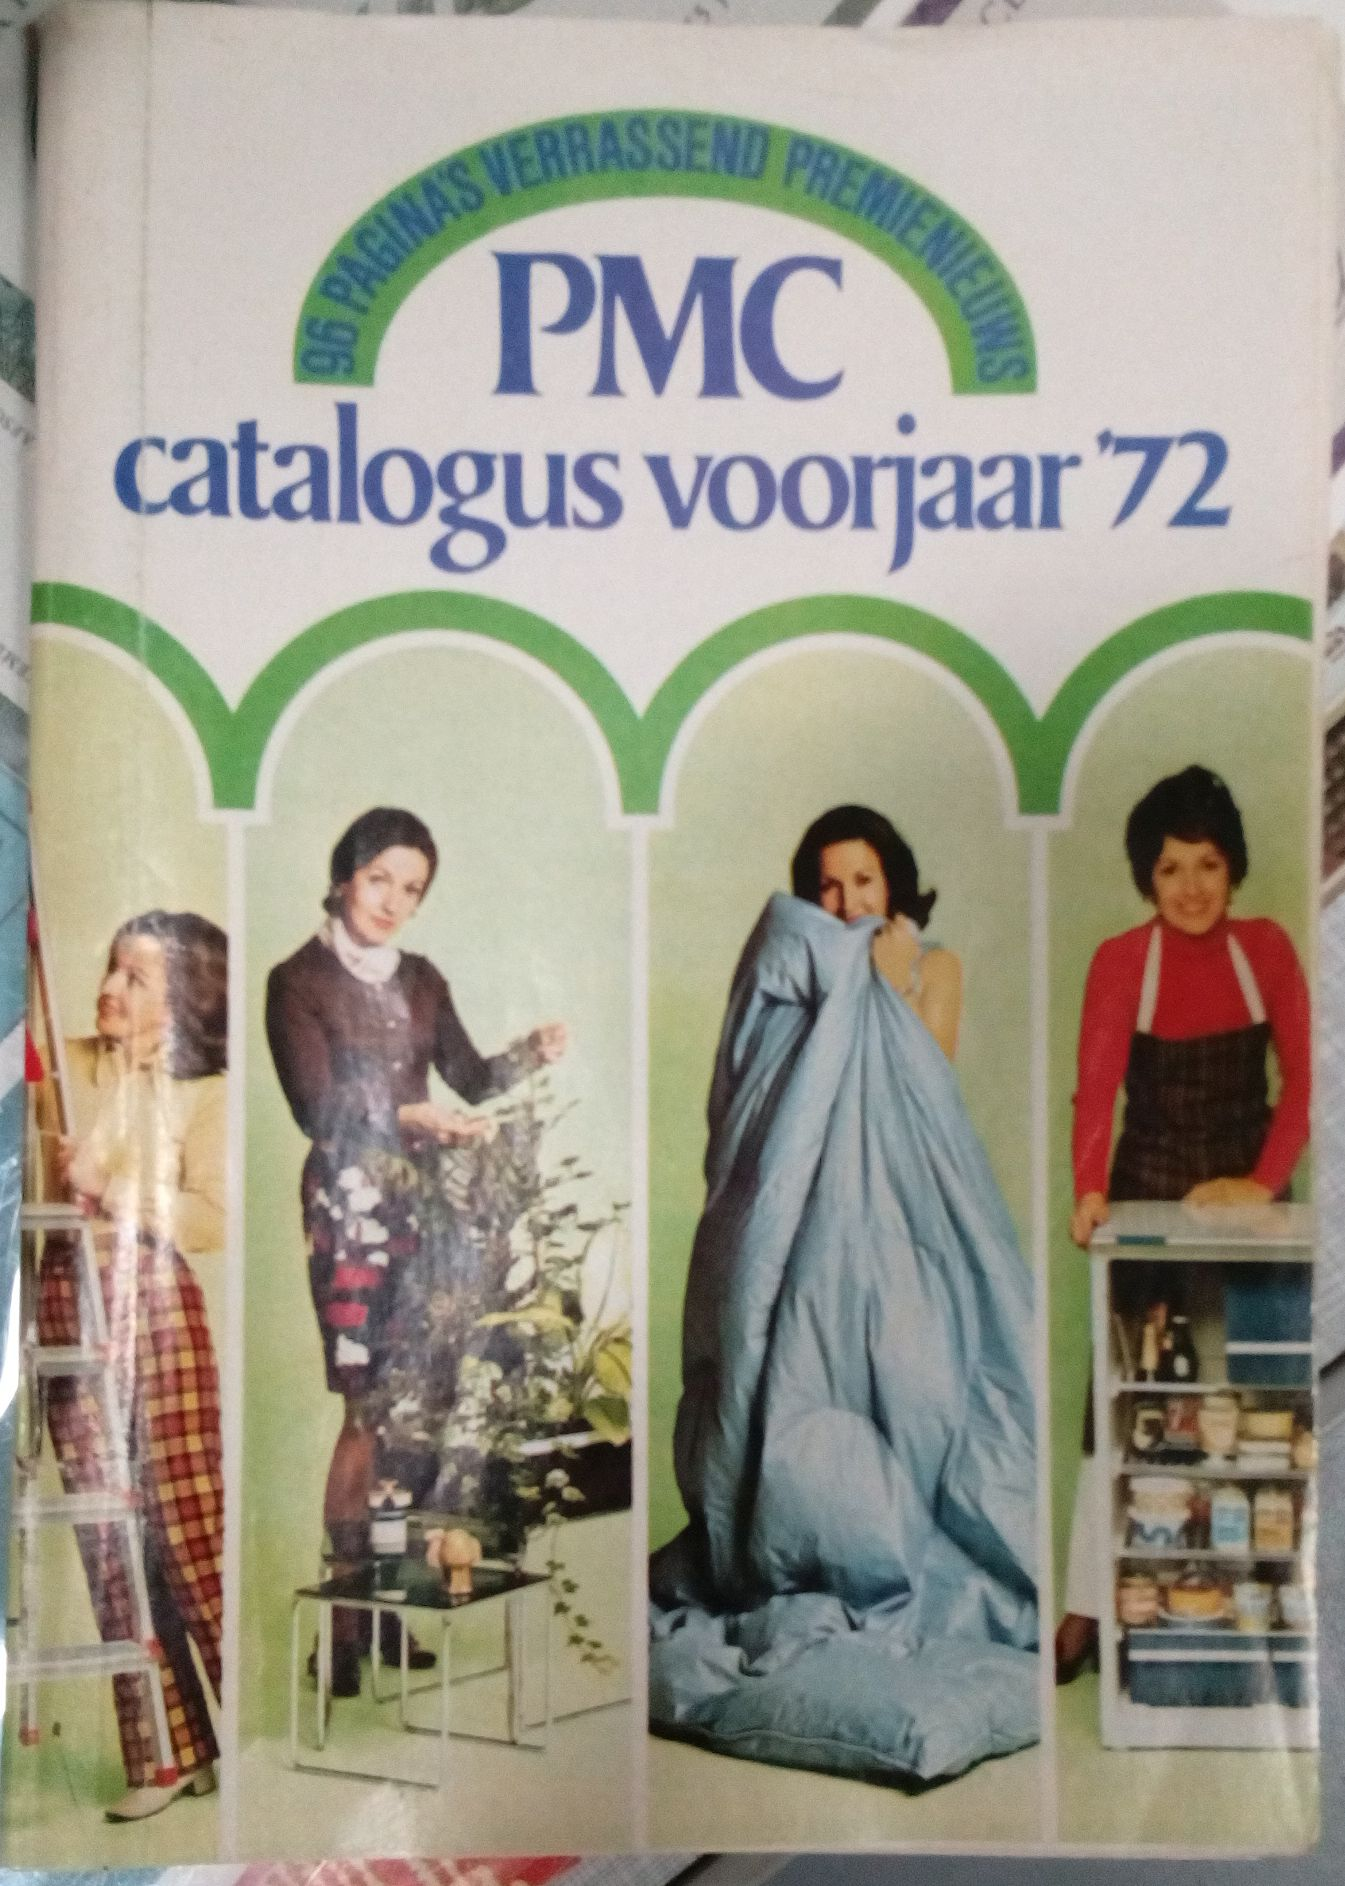 96 PAGINA'S VERRASSEND PREMIENIEUWS
PMC
catalogus voorjaar '72